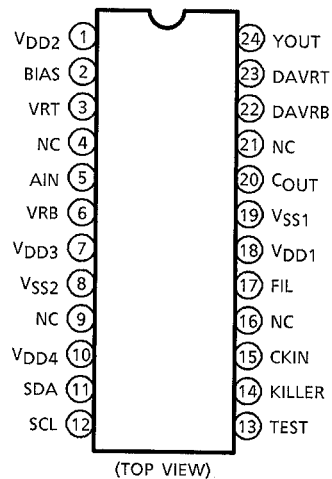 VDD2 1 24 YOUT
BIAS 2 23 DAVRT
VRT 3 22 DAVRB
NC 4 21 NC
AIN 5 20 COUT
VRB 6 19 VSS1
VDD3 7 18 VDD1
VSS2 8 17 FIL
NC 9 16 NC
VDD4 10 15 CKIN
SDA 11 14 KILLER
SCL 12 13 TEST
(TOP VIEW)